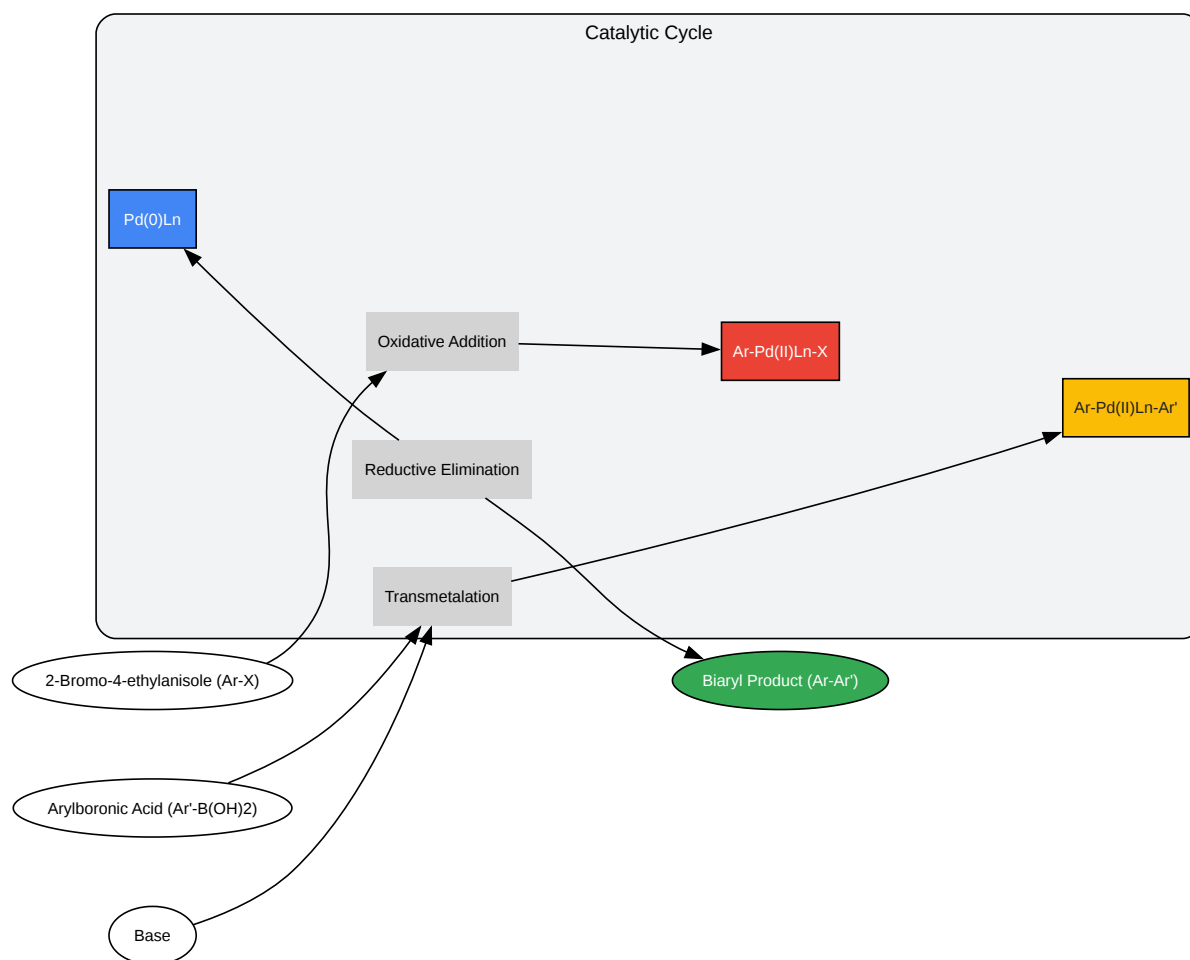 Catalytic Cycle
Pd(0)Ln
Oxidative Addition
Ar-Pd(II)Ln-X
Ar-Pd(II)Ln-Ar'
Reductive Elimination
Transmetalation
2-Bromo-4-ethylanisole (Ar-X)
Biaryl Product (Ar-Ar')
Arylboronic Acid (Ar'-B(OH)2)
Base